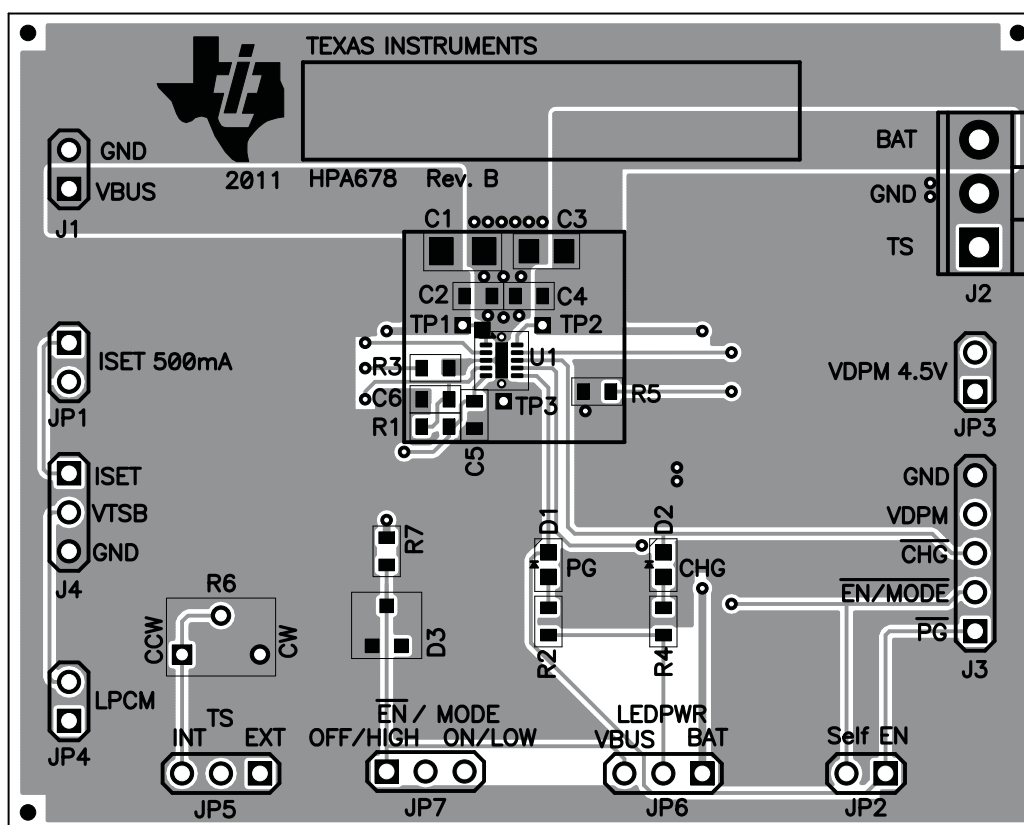 TEXAS INSTRUMENTS
2011 HPA678 Rev. B
GND
VBUS
J1
BAT
GND
TS
J2
C1
C3
C2
C4
TP1
TP2
U1
R3
C6
R1
C5
TP3
R5
ISET 500mA
JP1
VDPM 4.5V
JP3
ISET
VTSB
GND
J4
GND
VDPM
CHG
EN/MODE
PG
J3
R7
D1
PG
D2
CHG
R6
CCW
CW
D3
R2
R4
LPCM
JP4
TS
INT EXT
JP5
EN / MODE
OFF/HIGH ON/LOW
JP7
LEDPWR
VBUS BAT
JP6
Self EN
JP2